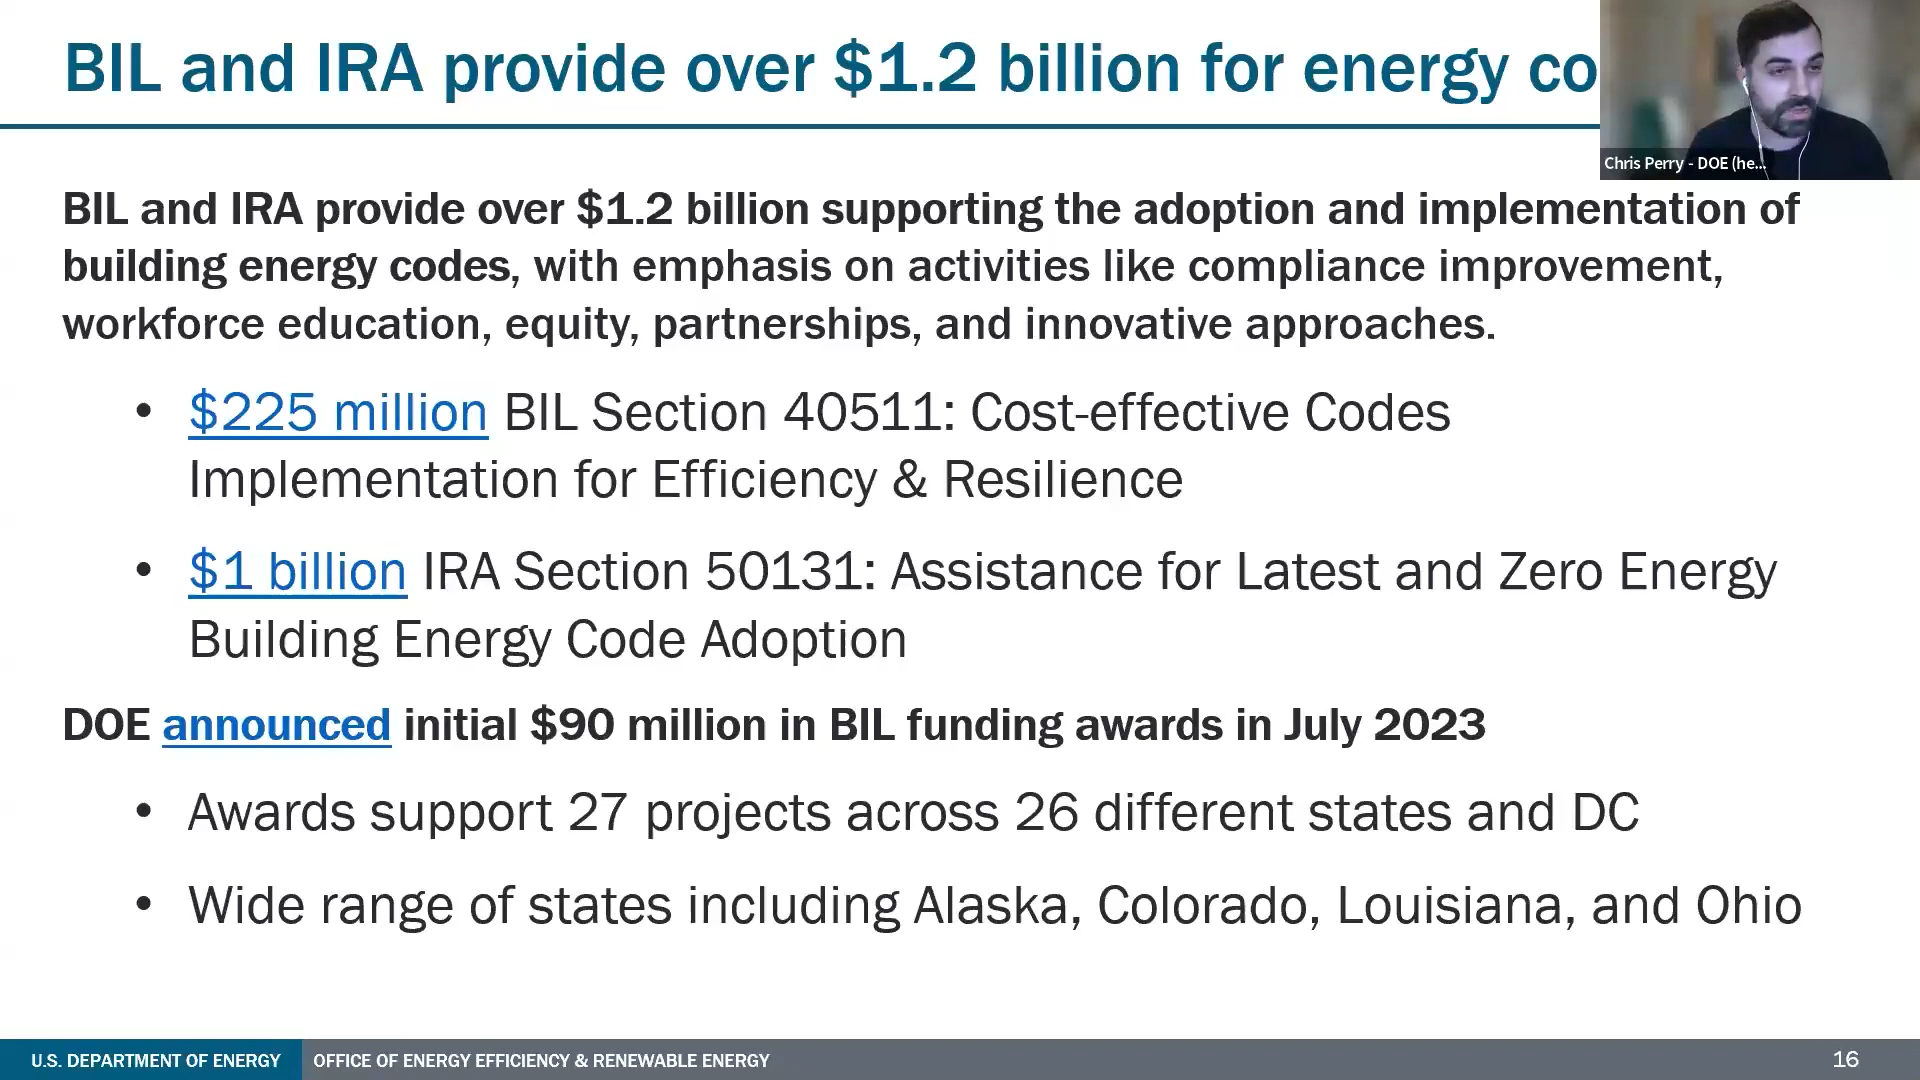 BIL and IRA provide over $1.2 billion for energy co
Chris Perry - DOE (he...
BIL and IRA provide over $1.2 billion supporting the adoption and implementation of
building energy codes, with emphasis on activities like compliance improvement,
workforce education, equity, partnerships, and innovative approaches.
• $225 million BIL Section 40511: Cost-effective Codes
Implementation for Efficiency & Resilience
• $1 billion IRA Section 50131: Assistance for Latest and Zero Energy
Building Energy Code Adoption
DOE announced initial $90 million in BIL funding awards in July 2023
• Awards support 27 projects across 26 different states and DC
• Wide range of states including Alaska, Colorado, Louisiana, and Ohio
U.S. DEPARTMENT OF ENERGY OFFICE OF ENERGY EFFICIENCY & RENEWABLE ENERGY 16